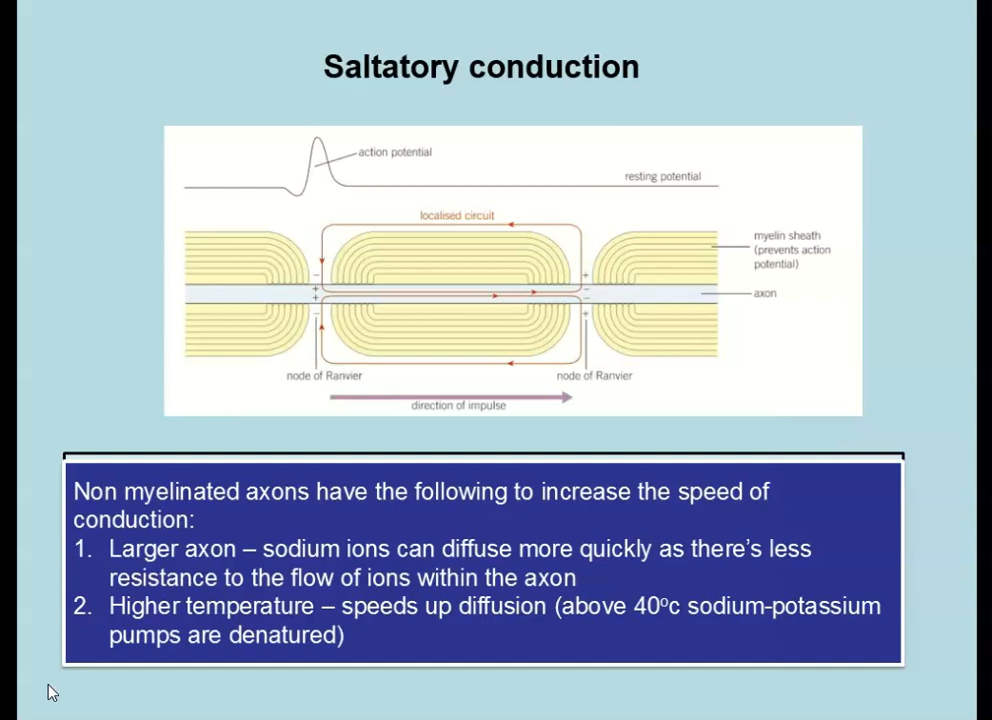 Saltatory conduction
action potential
resting potential
localised circuit
myelin sheath
(prevents action
potential)
axon
node of Ranvier
node of Ranvier
direction of impulse
Non myelinated axons have the following to increase the speed of
conduction:
1. Larger axon – sodium ions can diffuse more quickly as there's less
resistance to the flow of ions within the axon
2. Higher temperature – speeds up diffusion (above 40ºc sodium-potassium
pumps are denatured)